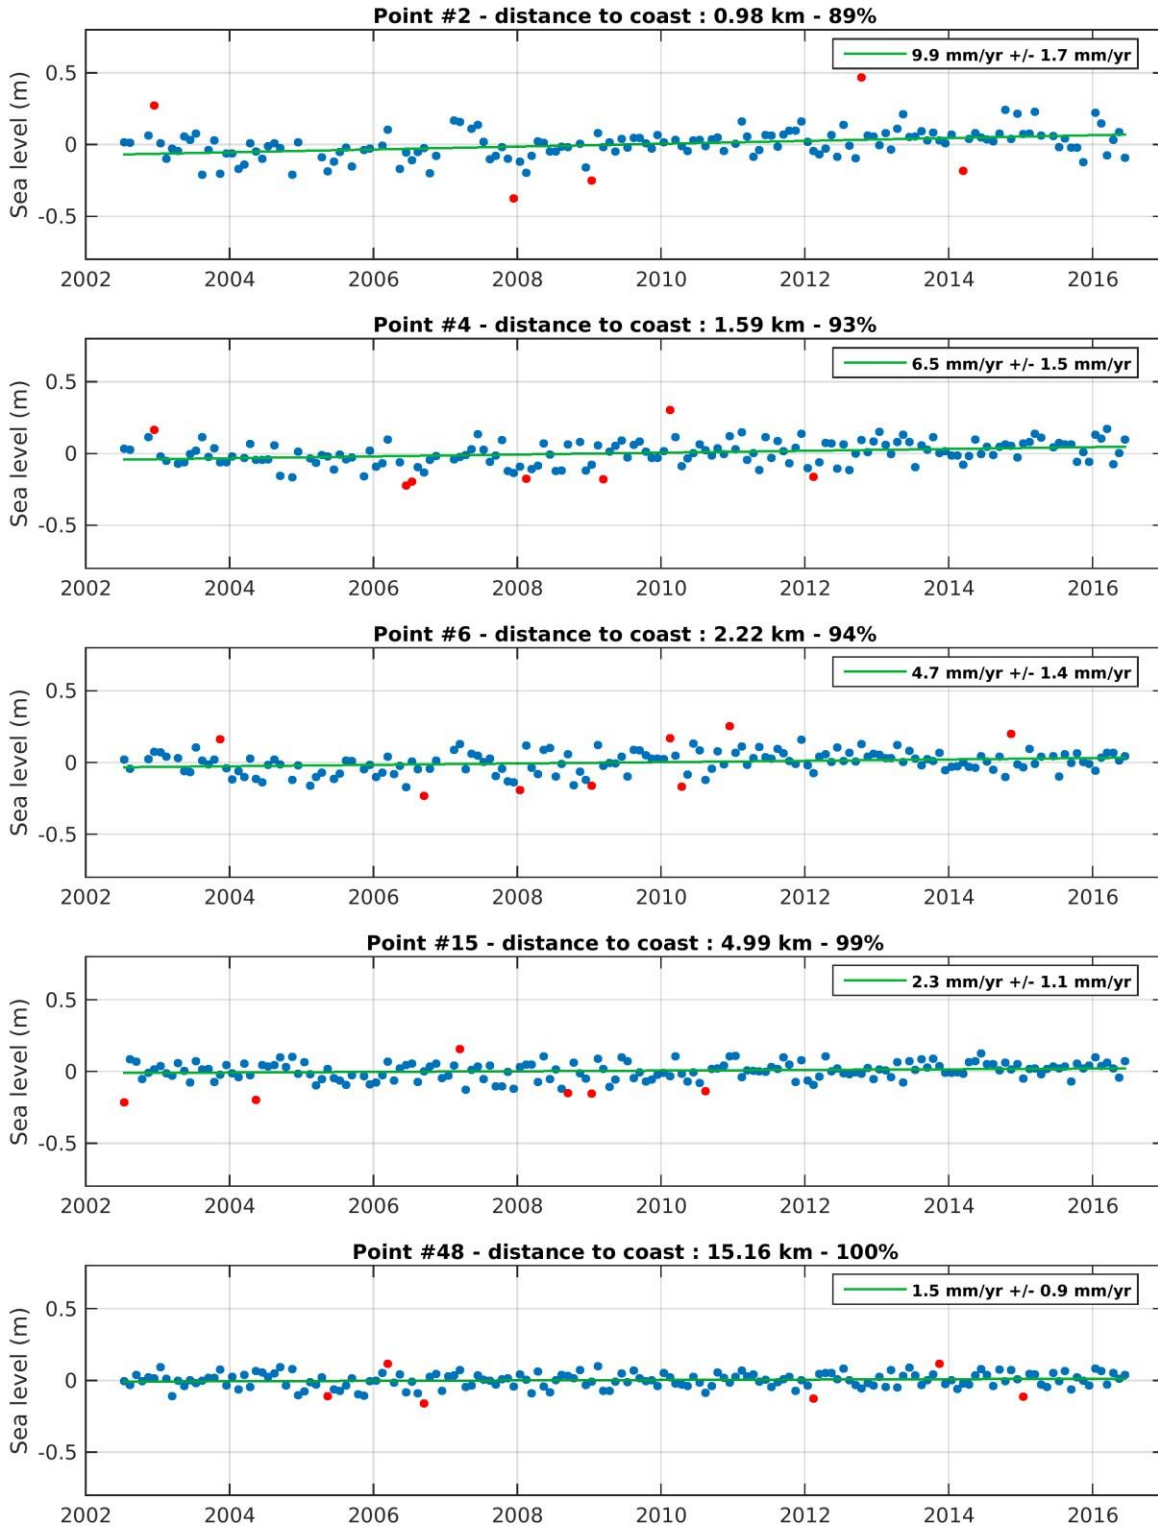 Point #2 - distance to coast : 0.98 km - 89%
9.9 mm/yr +/- 1.7 mm/yr
Sea level (m)
0.5
0
-0.5
2002 2004 2006 2008 2010 2012 2014 2016
Point #4 - distance to coast : 1.59 km - 93%
6.5 mm/yr +/- 1.5 mm/yr
Sea level (m)
0.5
0
-0.5
2002 2004 2006 2008 2010 2012 2014 2016
Point #6 - distance to coast : 2.22 km - 94%
4.7 mm/yr +/- 1.4 mm/yr
Sea level (m)
0.5
0
-0.5
2002 2004 2006 2008 2010 2012 2014 2016
Point #15 - distance to coast : 4.99 km - 99%
2.3 mm/yr +/- 1.1 mm/yr
Sea level (m)
0.5
0
-0.5
2002 2004 2006 2008 2010 2012 2014 2016
Point #48 - distance to coast : 15.16 km - 100%
1.5 mm/yr +/- 0.9 mm/yr
Sea level (m)
0.5
0
-0.5
2002 2004 2006 2008 2010 2012 2014 2016